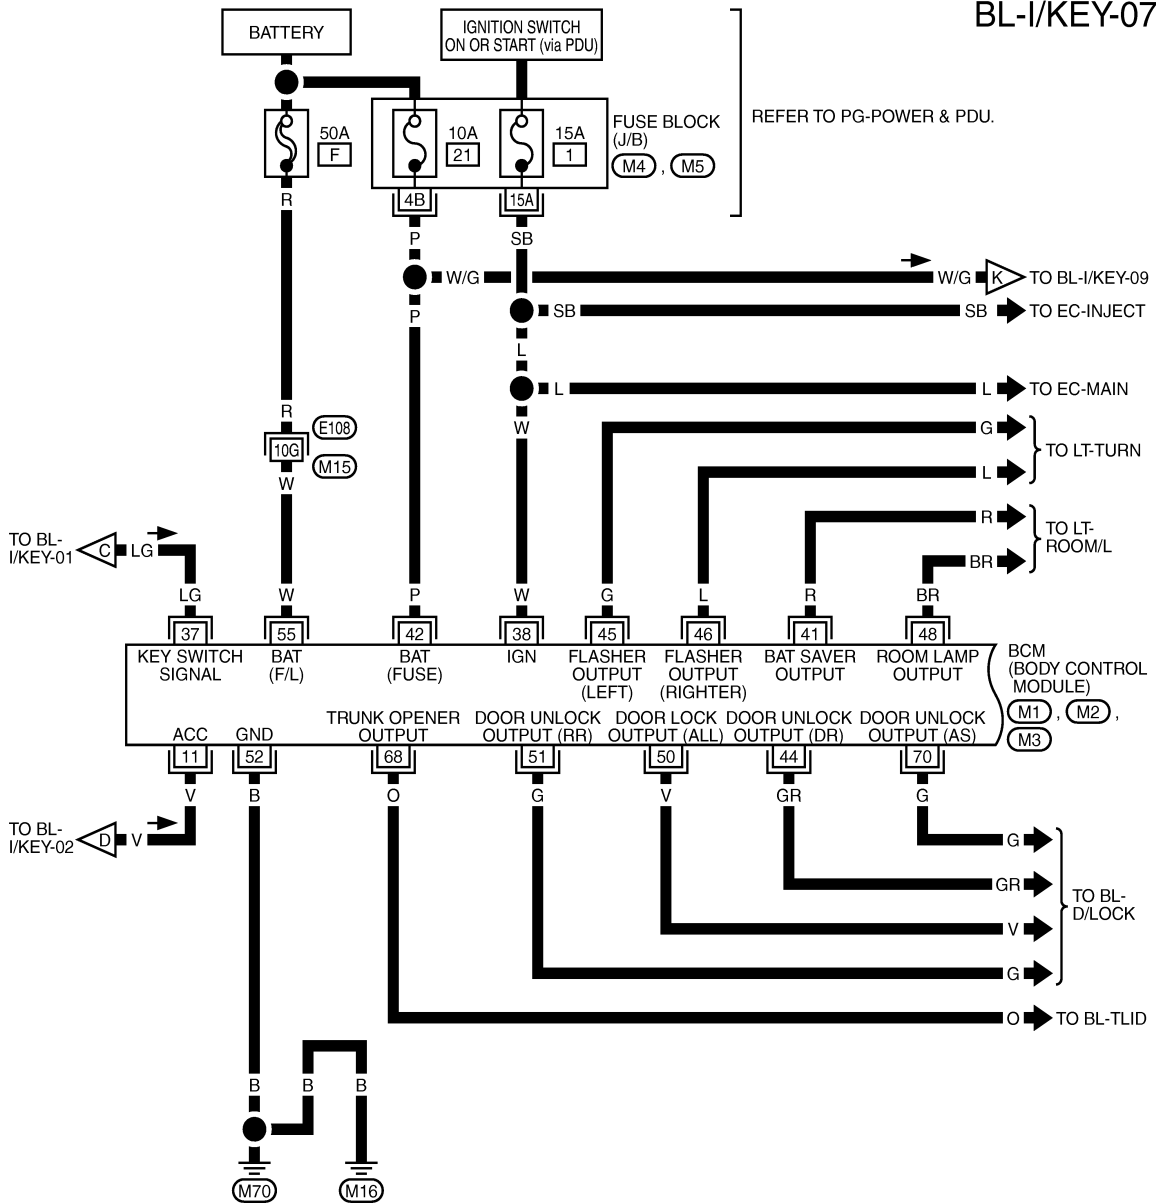 BL-I/KEY-07
BATTERY
IGNITION SWITCH
ON OR START (via PDU)
REFER TO PG-POWER & PDU.
50A
F
10A
21
15A
1
FUSE BLOCK
(J/B)
M4 , M5
R
4B
15A
P
SB
W/G
W/G
K
TO BL-I/KEY-09
P
SB
SB
TO EC-INJECT
L
L
L
TO EC-MAIN
R
E108
10G
M15
W
W
G
TO LT-TURN
L
R
TO LT-
ROOM/L
BR
TO BL-
I/KEY-01
C
LG
LG
W
P
W
G
L
R
BR
37
55
42
38
45
46
41
48
KEY SWITCH
SIGNAL
BAT
(F/L)
BAT
(FUSE)
IGN
FLASHER
OUTPUT
(LEFT)
FLASHER
OUTPUT
(RIGHTER)
BAT SAVER
OUTPUT
ROOM LAMP
OUTPUT
BCM
(BODY CONTROL
MODULE)
M1 , M2 ,
M3
ACC
GND
TRUNK OPENER
OUTPUT
DOOR UNLOCK
OUTPUT (RR)
DOOR LOCK
OUTPUT (ALL)
DOOR UNLOCK
OUTPUT (DR)
DOOR UNLOCK
OUTPUT (AS)
11
52
68
51
50
44
70
V
B
O
G
V
GR
G
TO BL-
I/KEY-02
D
V
G
GR
TO BL-
D/LOCK
V
G
O
TO BL-TLID
B
B
B
M70
M16